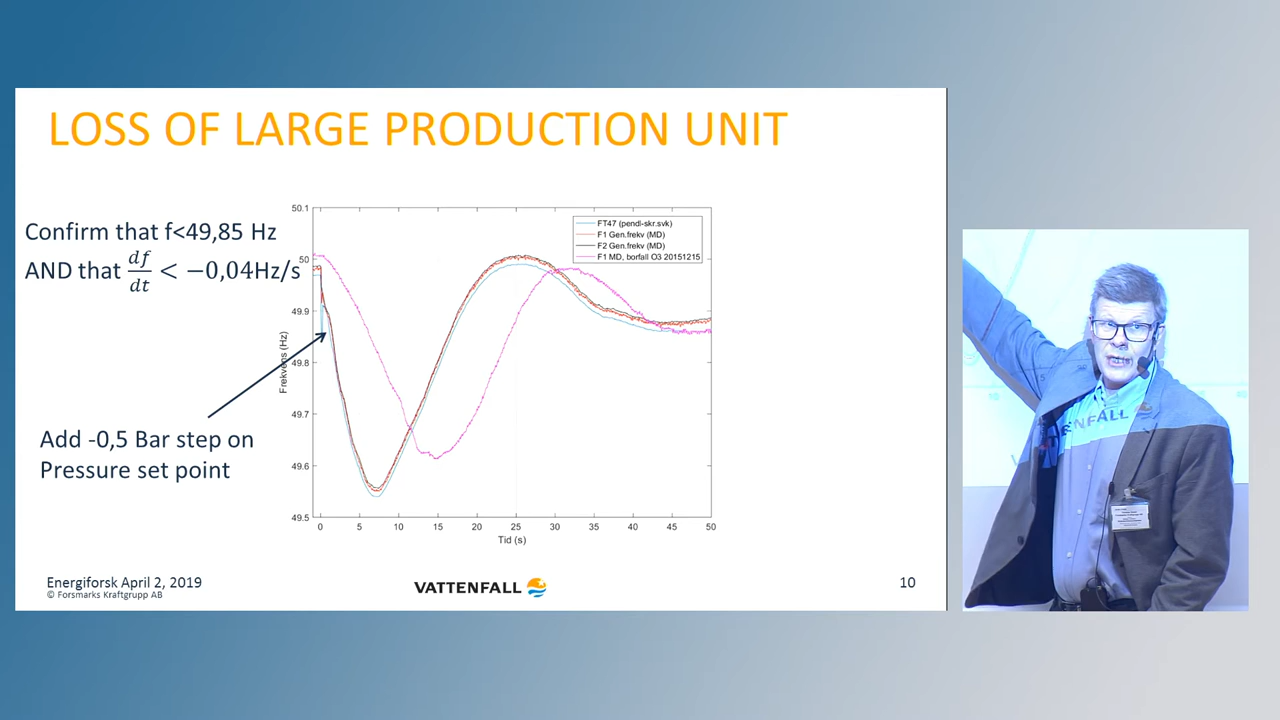 LOSS OF LARGE PRODUCTION UNIT
Confirm that f<49,85 Hz
AND that df/dt < −0,04Hz/s
Add -0,5 Bar step on
Pressure set point
50.1
50
49.9
49.8
49.7
49.6
49.5
Frekvens (Hz)
0 5 10 15 20 25 30 35 40 45 50
Tid (s)
FT47 (pendl-skr.svk)
F1 Gen.frekv (MD)
F2 Gen.frekv (MD)
F1 MD, borfall O3 20151215
Energiforsk April 2, 2019
© Forsmarks Kraftgrupp AB
VATTENFALL
10
ENFALL